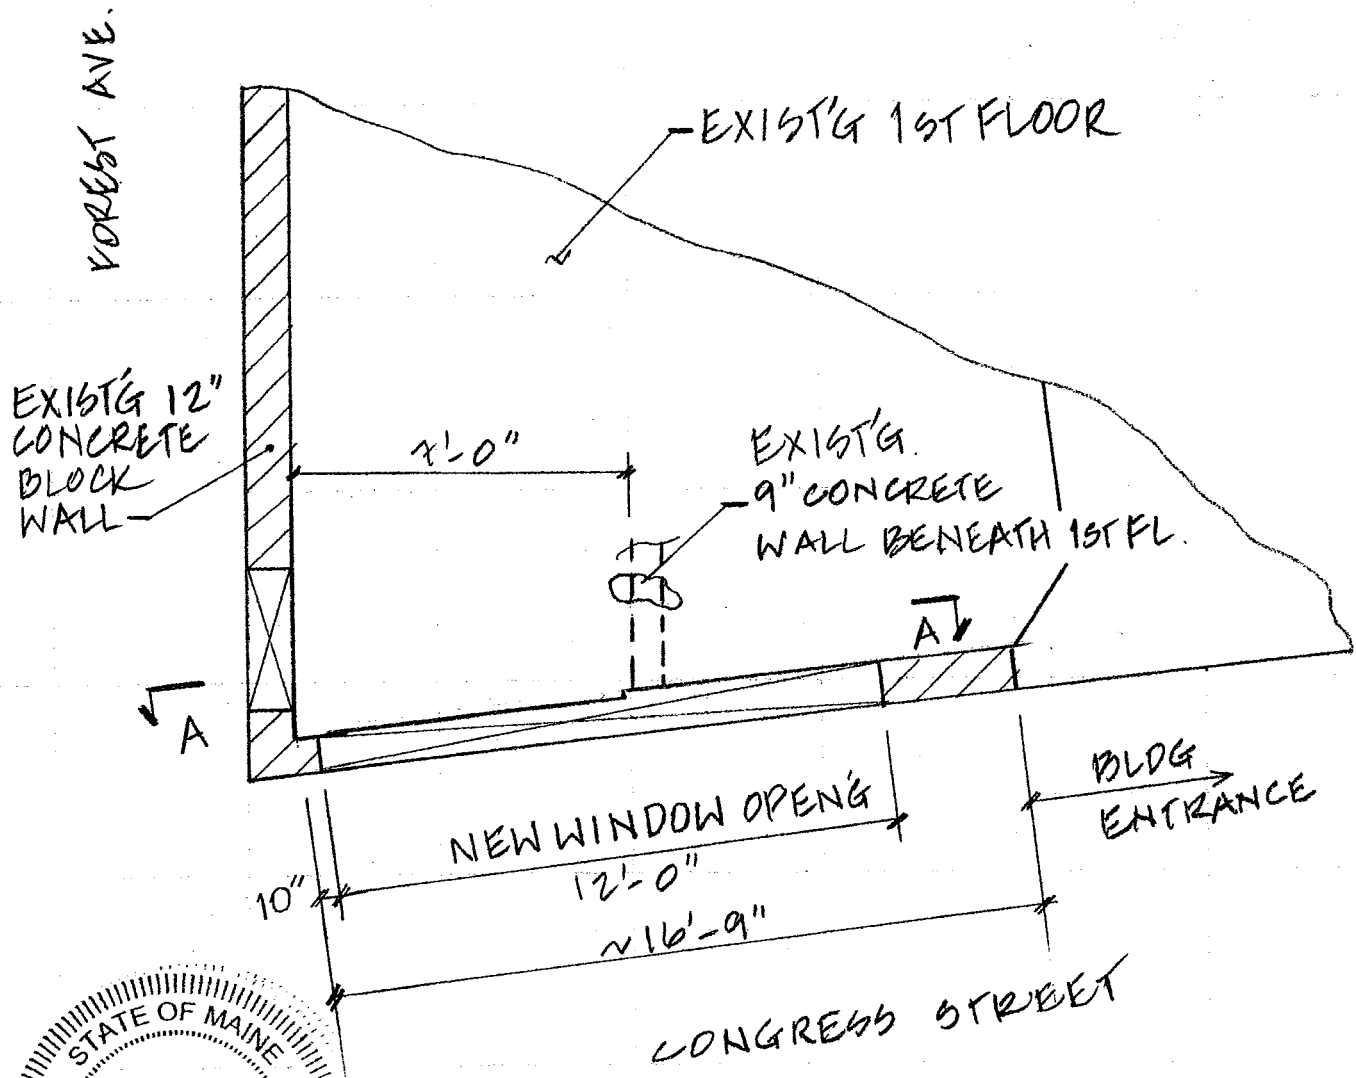 FOREST AVE.
EXIST'G 1ST FLOOR
EXIST'G 12"
CONCRETE
BLOCK
WALL
7'-0"
EXIST'G.
9" CONCRETE
WALL BENEATH 1ST FL.
A
A
BLDG
ENTRANCE
NEW WINDOW OPEN'G
10"
12'-0"
~16'-9"
CONGRESS STREET
STATE OF MAINE